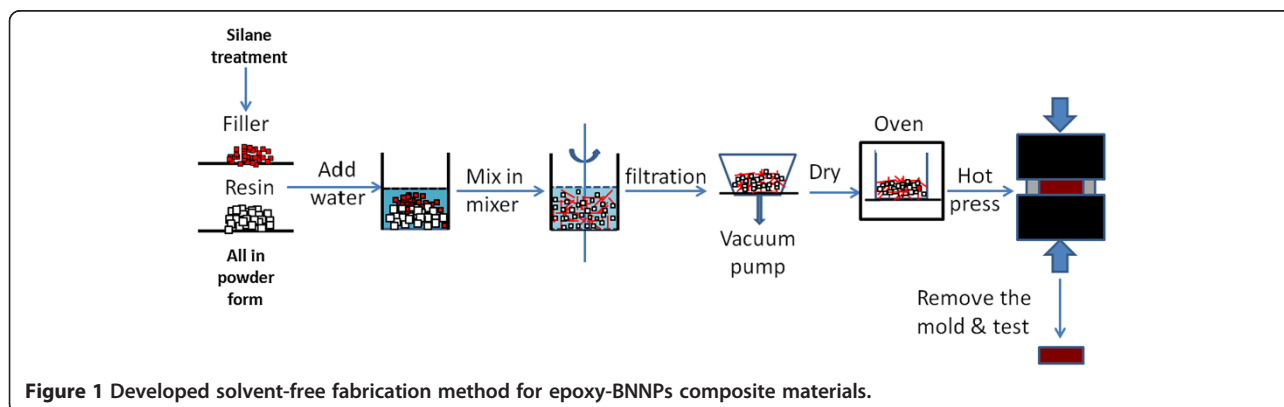 Silane
treatment
Filler
Resin
All in
powder
form
Add
water
Mix in
mixer
filtration
Vacuum
pump
Dry
Oven
Hot
press
Remove the
mold & test
Figure 1 Developed solvent-free fabrication method for epoxy-BNNPs composite materials.